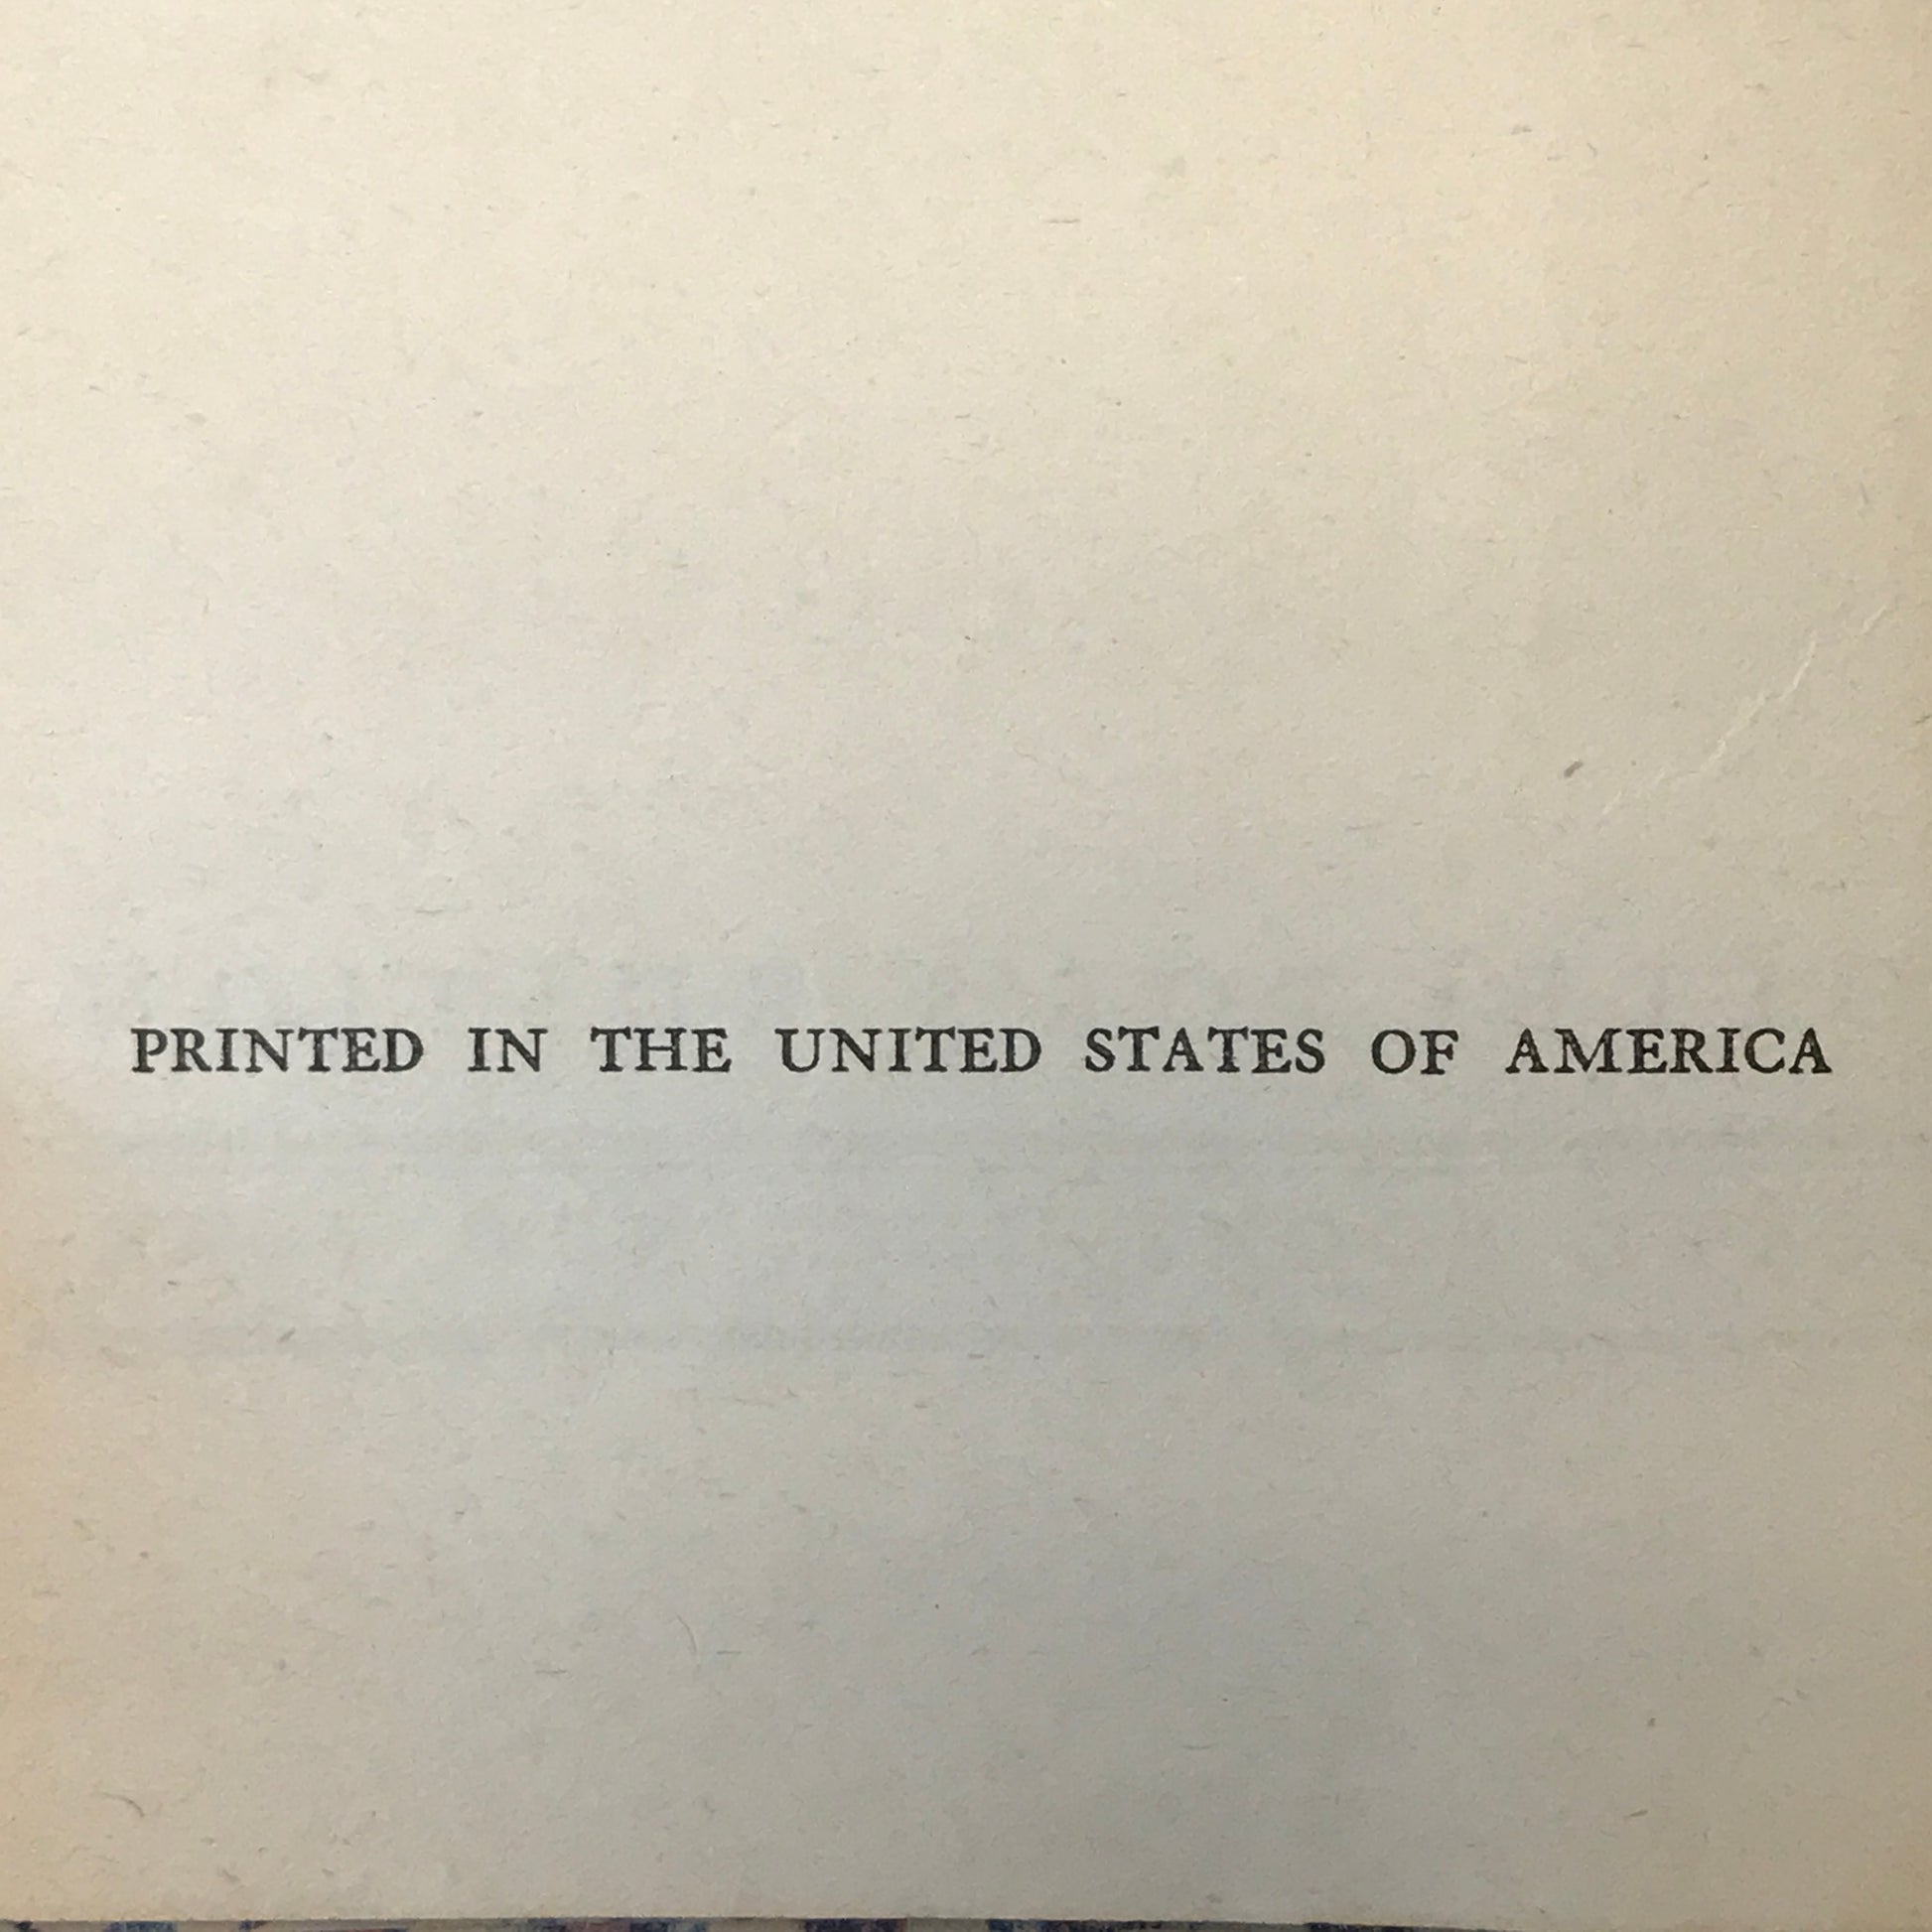 PRINTED IN THE UNITED STATES OF AMERICA